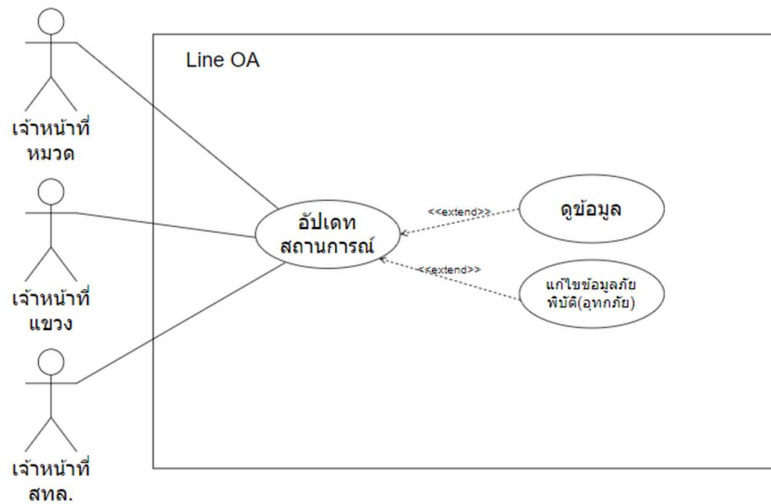 Line OA
เจ้าหน้าที่
หมวด
เจ้าหน้าที่
แขวง
เจ้าหน้าที่
สทล.
อัปเดท
สถานการณ์
<<extend>>
ดูข้อมูล
<<extend>>
แก้ไขข้อมูลภัย
พิบัติ(อุทกภัย)